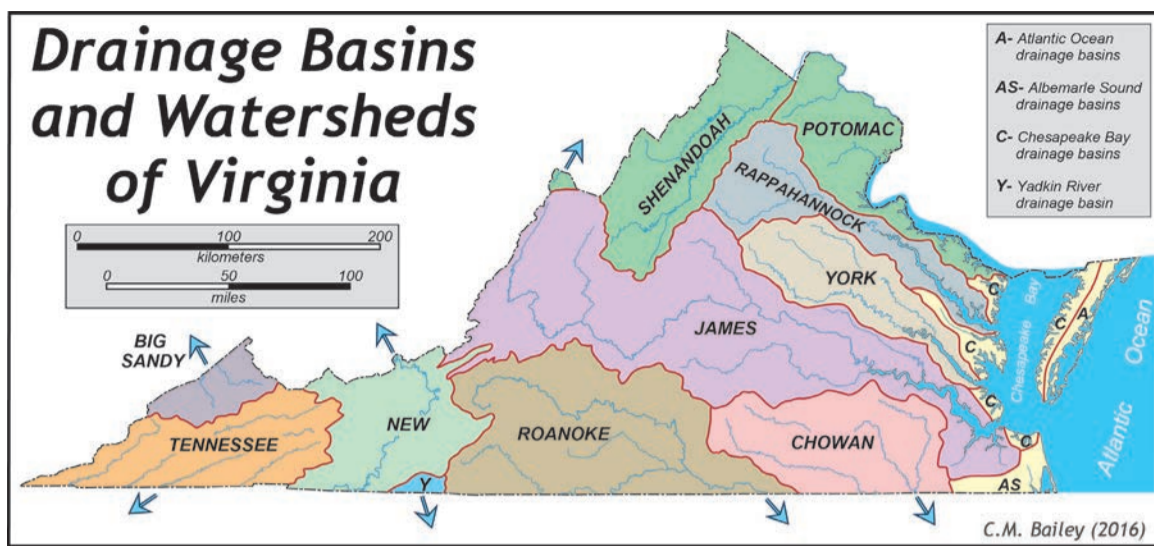 Drainage Basins
and Watersheds
of Virginia
0 100 200
kilometers
0 50 100
miles
A- Atlantic Ocean
drainage basins
AS- Albemarle Sound
drainage basins
C- Chesapeake Bay
drainage basins
Y- Yadkin River
drainage basin
SHENANDOAH
POTOMAC
RAPPAHANNOCK
YORK
JAMES
BIG
SANDY
TENNESSEE
NEW
ROANOKE
CHOWAN
Y
AS
C
C
C
C
C
A
Chesapeake Bay
Atlantic Ocean
C.M. Bailey (2016)